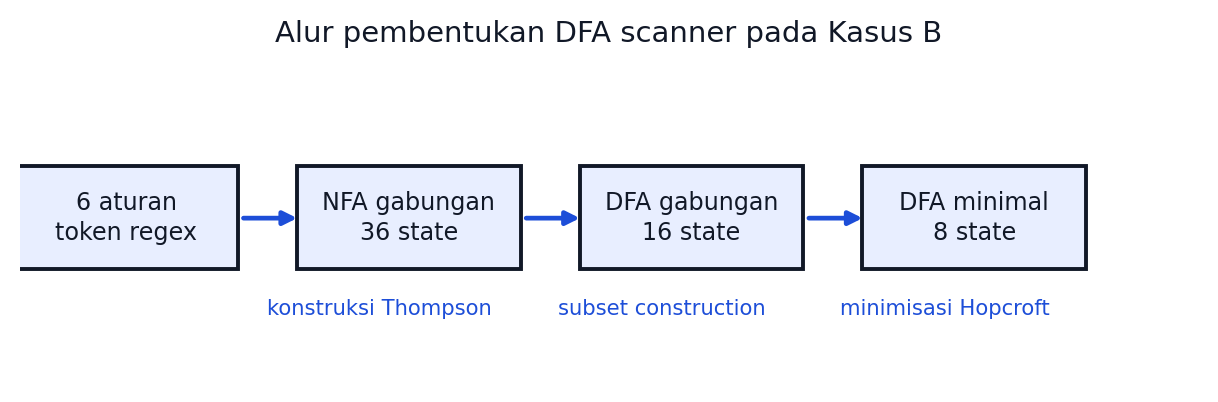 Alur pembentukan DFA scanner pada Kasus B
6 aturan
token regex
NFA gabungan
36 state
DFA gabungan
16 state
DFA minimal
8 state
konstruksi Thompson
subset construction
minimisasi Hopcroft